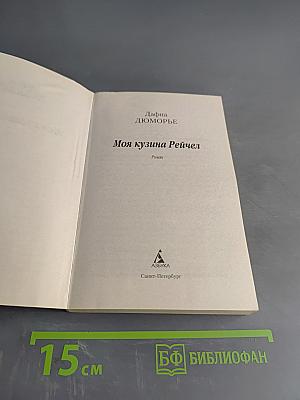 Дафна
ДЮМОРЬЕ
Моя кузина Рейчел
Роман
АЗБУКА
Санкт-Петербург
15 см
БФ БИБЛИОФАН